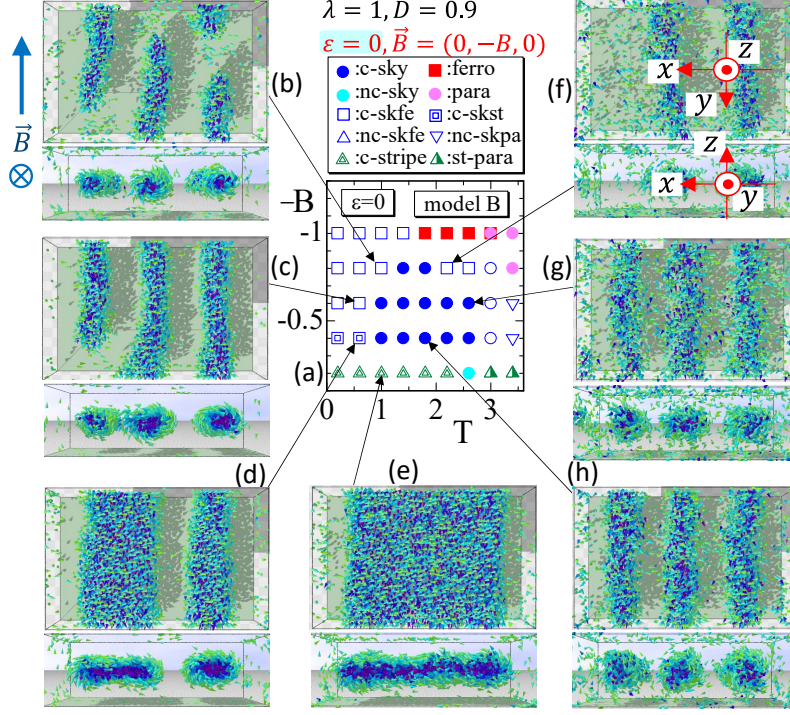 λ = 1, D = 0.9
ε = 0, B⃗ = (0, −B, 0)
:c-sky :ferro
:nc-sky :para
:c-skfe :c-skst
:nc-skfe :nc-skpa
:c-stripe :st-para
B⃗
(b)
(f)
x z
y
z
x
y
−B
ε=0 model B
-1
(c)
(g)
-0.5
(a)
0 1 2 3
T
(d)
(e)
(h)